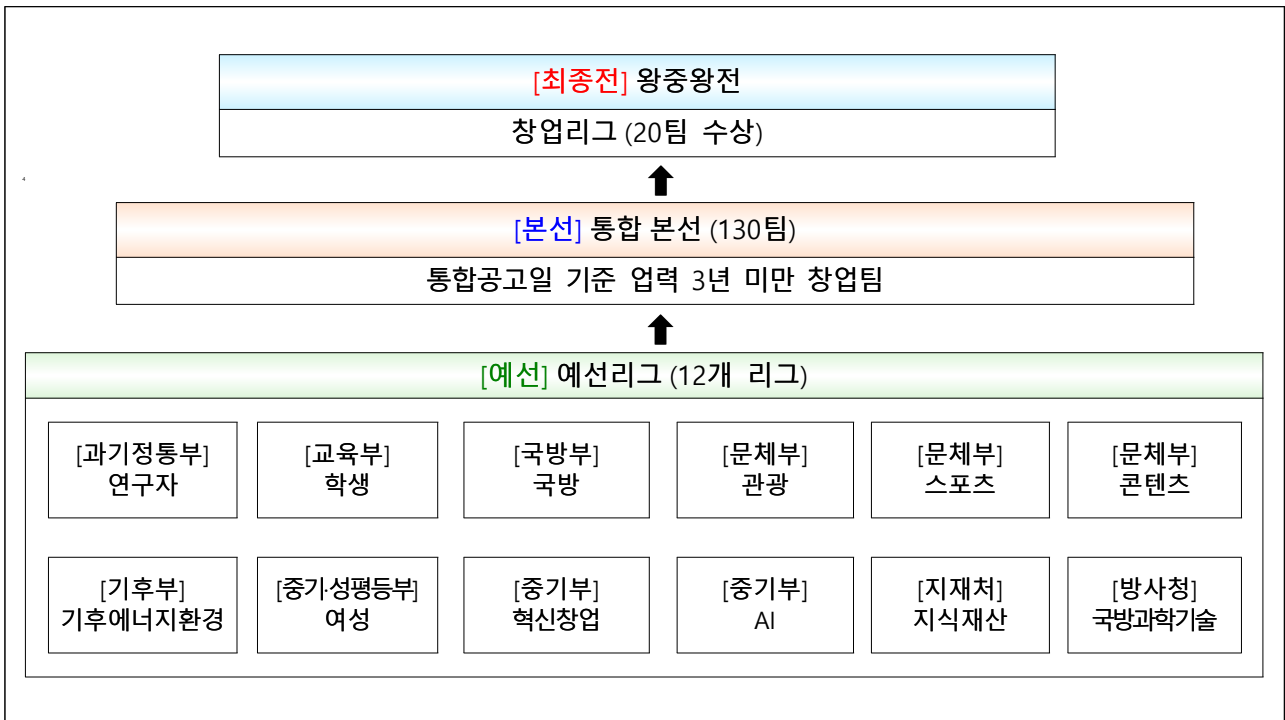 [최종전] 왕중왕전
창업리그 (20팀 수상)
[본선] 통합 본선 (130팀)
통합공고일 기준 업력 3년 미만 창업팀
[예선] 예선리그 (12개 리그)
[과기정통부]
연구자
[교육부]
학생
[국방부]
국방
[문체부]
관광
[문체부]
스포츠
[문체부]
콘텐츠
[기후부]
기후에너지환경
[중기·성평등부]
여성
[중기부]
혁신창업
[중기부]
AI
[지재처]
지식재산
[방사청]
국방과학기술